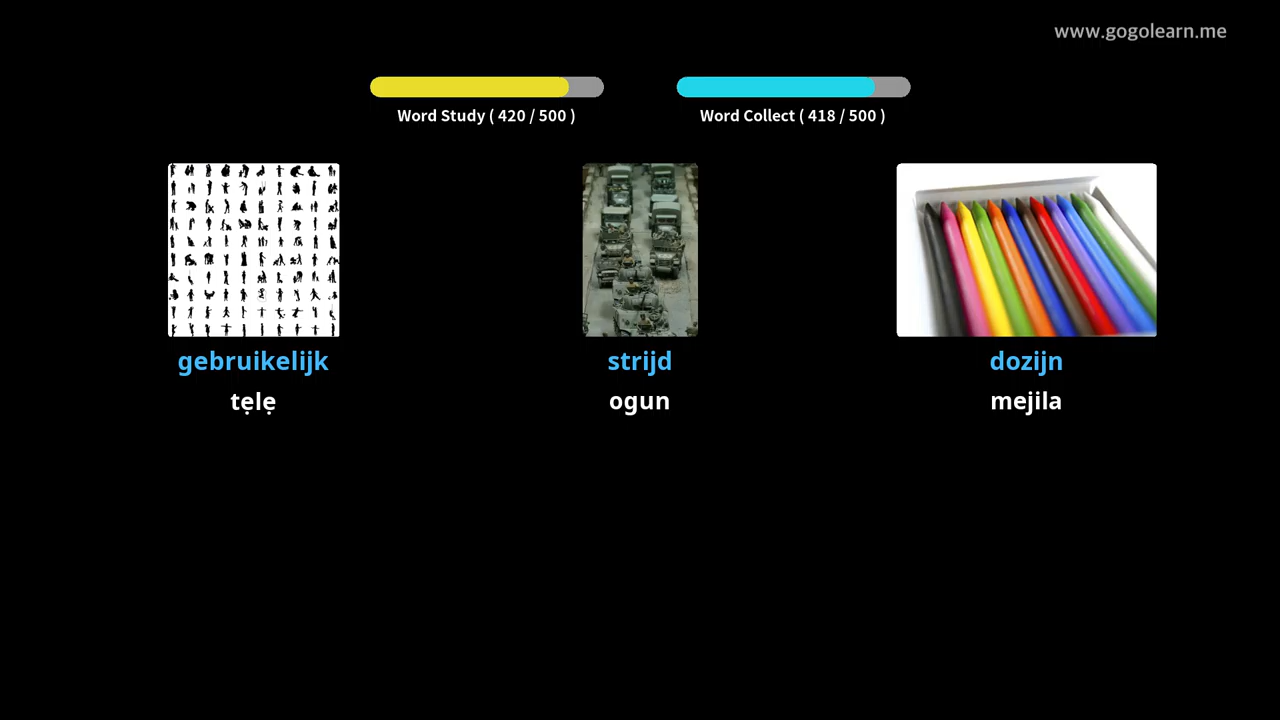 www.gogolearn.me
Word Study ( 420 / 500 )
Word Collect ( 418 / 500 )
gebruikelijk
strijd
dozijn
tẹlẹ
ogun
mejila